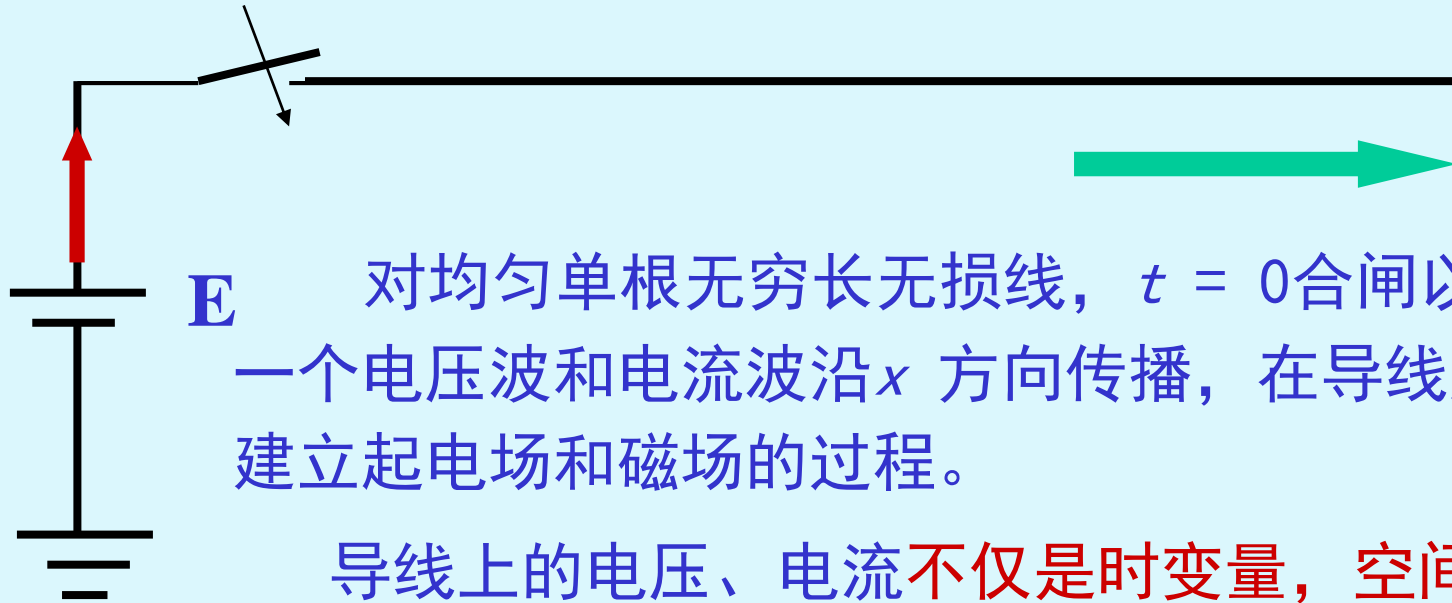 E
对均匀单根无穷长无损线，t = 0合闸以
一个电压波和电流波沿x 方向传播，在导线
建立起电场和磁场的过程。
导线上的电压、电流不仅是时变量，空间